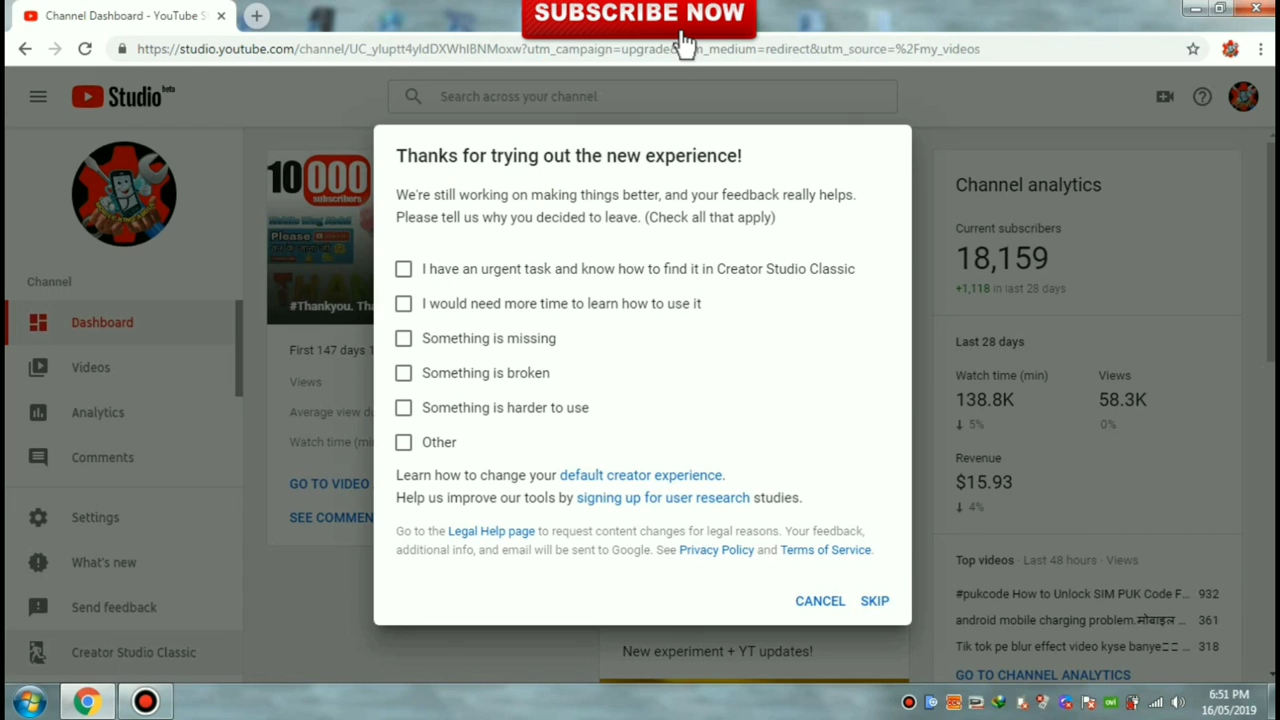 Channel Dashboard - YouTube S
SUBSCRIBE NOW
https://studio.youtube.com/channel/UC_yluptt4yIdDXWhlBNMoxw?utm_campaign=upgrade m_medium=redirect&utm_source=%2Fmy_videos
Studio beta
Search across your channel
Channel
Dashboard
Videos
Analytics
Comments
Settings
What's new
Send feedback
Creator Studio Classic
10000
subscribers
Please
#Thankyou. Tha
First 147 days 1
Views
Average view du
Watch time (min
GO TO VIDEO
SEE COMMEN
Thanks for trying out the new experience!
We're still working on making things better, and your feedback really helps.
Please tell us why you decided to leave. (Check all that apply)
I have an urgent task and know how to find it in Creator Studio Classic
I would need more time to learn how to use it
Something is missing
Something is broken
Something is harder to use
Other
Learn how to change your default creator experience.
Help us improve our tools by signing up for user research studies.
Go to the Legal Help page to request content changes for legal reasons. Your feedback,
additional info, and email will be sent to Google. See Privacy Policy and Terms of Service.
CANCEL SKIP
New experiment + YT updates!
Channel analytics
Current subscribers
18,159
+1,118 in last 28 days
Last 28 days
Watch time (min) Views
138.8K 58.3K
5% 0%
Revenue
$15.93
4%
Top videos · Last 48 hours · Views
#pukcode How to Unlock SIM PUK Code F... 932
android mobile charging problem.मोबाइल ... 361
Tik tok pe blur effect video kyse banye ... 318
GO TO CHANNEL ANALYTICS
6:51 PM
16/05/2019